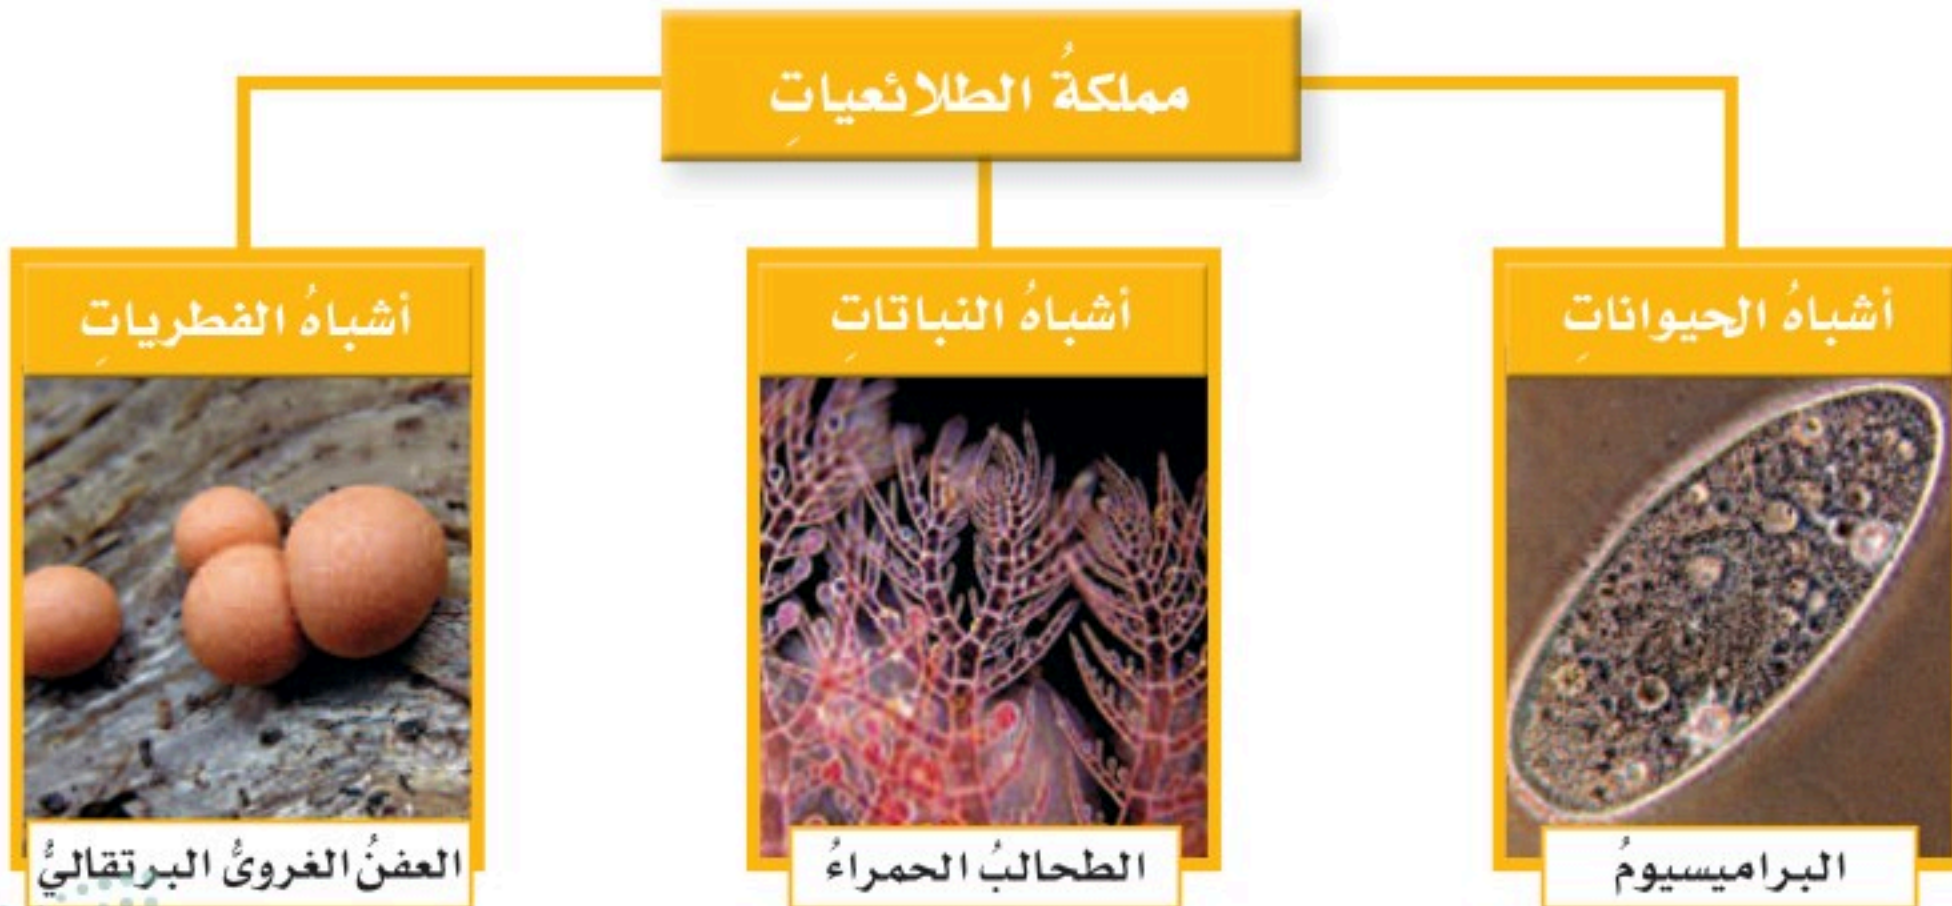 مملكةُ الطلائعياتِ
أشباهُ الحيواناتِ
أشباهُ النباتاتِ
أشباهُ الفطرياتِ
البراميسيومُ
الطحالبُ الحمراءُ
العفنُ الغرويُّ البرتقاليُّ